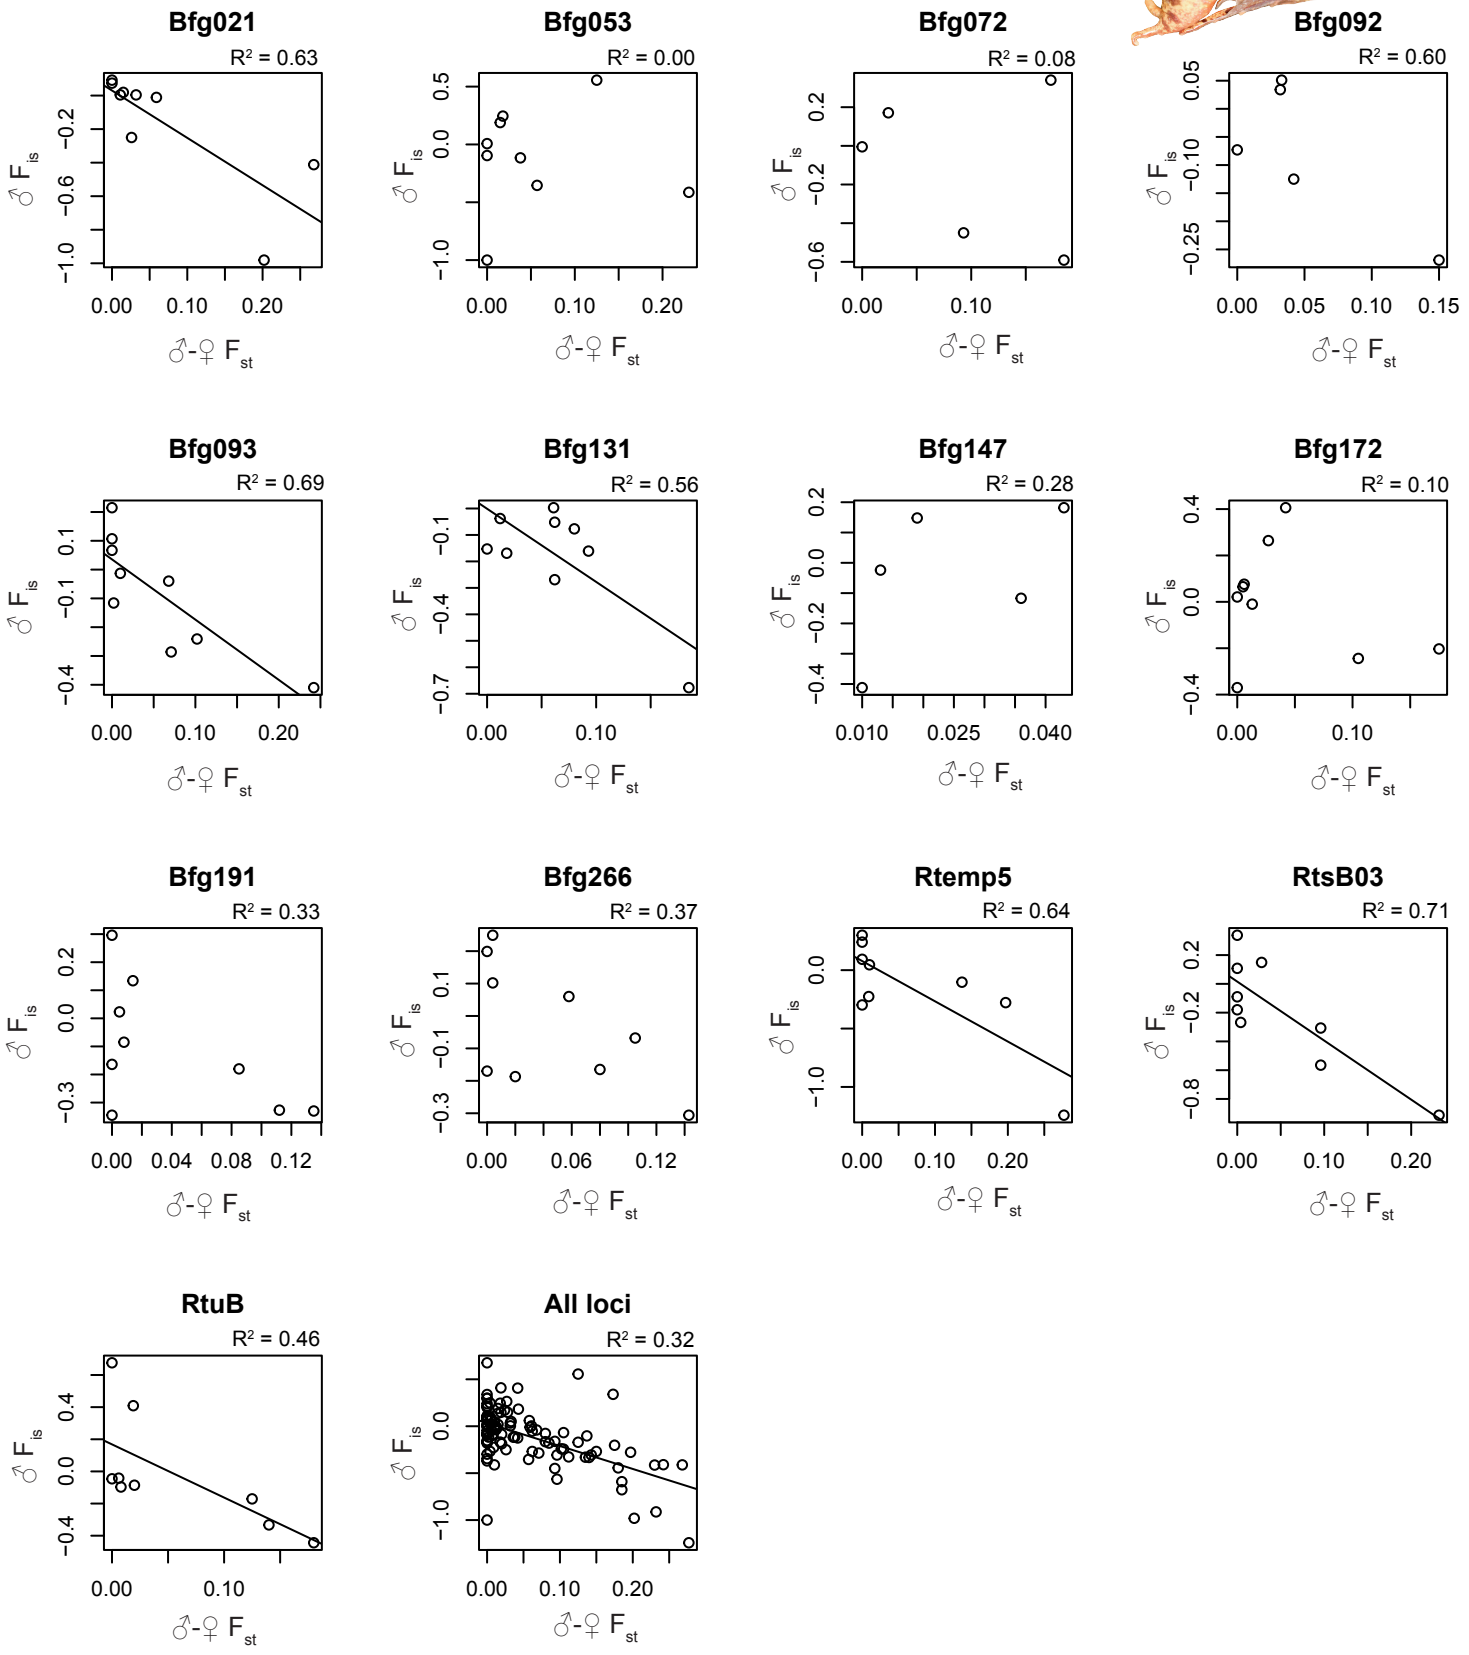 Bfg021 Bfg053 Bfg072 Bfg092
R² = 0.63 R² = 0.00 R² = 0.08 R² = 0.60
♂ Fis −1.0 −0.6 −0.2
♂ Fis −1.0 0.0 0.5
♂ Fis −0.6 −0.2 0.2
♂ Fis −0.25 −0.10 0.05
0.00 0.10 0.20 0.00 0.10 0.20 0.00 0.10 0.00 0.05 0.10 0.15
♂-♀ Fst ♂-♀ Fst ♂-♀ Fst ♂-♀ Fst
Bfg093 Bfg131 Bfg147 Bfg172
R² = 0.69 R² = 0.56 R² = 0.28 R² = 0.10
♂ Fis −0.4 −0.1 0.1
♂ Fis −0.7 −0.4 −0.1
♂ Fis −0.4 −0.2 0.0 0.2
♂ Fis −0.4 0.0 0.4
0.00 0.10 0.20 0.00 0.10 0.010 0.025 0.040 0.00 0.10
♂-♀ Fst ♂-♀ Fst ♂-♀ Fst ♂-♀ Fst
Bfg191 Bfg266 Rtemp5 RtsB03
R² = 0.33 R² = 0.37 R² = 0.64 R² = 0.71
♂ Fis −0.3 0.0 0.2
♂ Fis −0.3 −0.1 0.1
♂ Fis −1.0 0.0
♂ Fis −0.8 −0.2 0.2
0.00 0.04 0.08 0.12 0.00 0.06 0.12 0.00 0.10 0.20 0.00 0.10 0.20
♂-♀ Fst ♂-♀ Fst ♂-♀ Fst ♂-♀ Fst
RtuB All loci
R² = 0.46 R² = 0.32
♂ Fis −0.4 0.0 0.4
♂ Fis −1.0 0.0
0.00 0.10 0.00 0.10 0.20
♂-♀ Fst ♂-♀ Fst